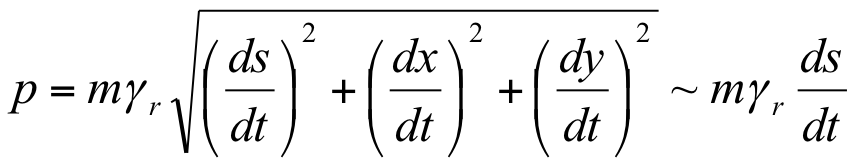 p = mγ_r √((ds/dt)² + (dx/dt)² + (dy/dt)²) ~ mγ_r ds/dt